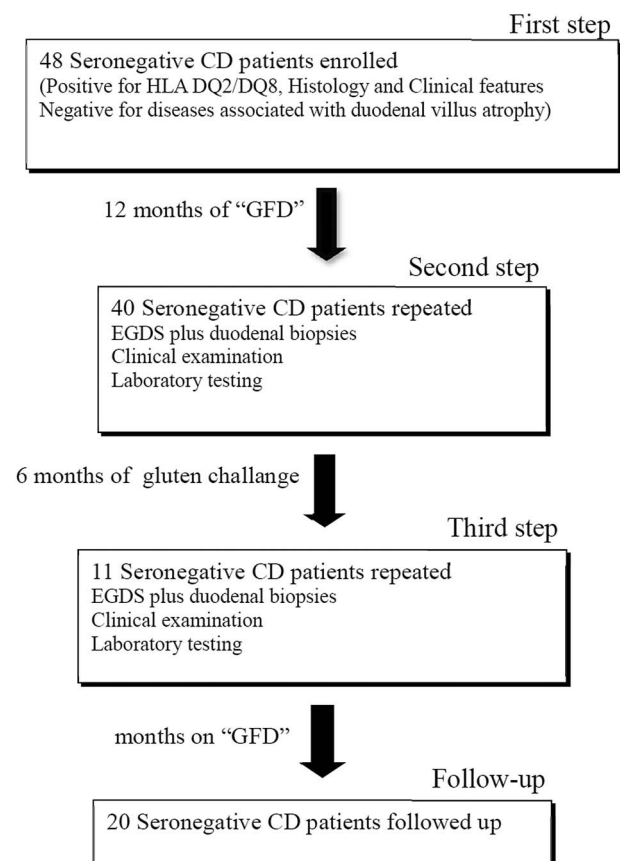 First step
48 Seronegative CD patients enrolled
(Positive for HLA DQ2/DQ8, Histology and Clinical features
Negative for diseases associated with duodenal villus atrophy)
12 months of “GFD”
Second step
40 Seronegative CD patients repeated
EGDS plus duodenal biopsies
Clinical examination
Laboratory testing
6 months of gluten challange
Third step
11 Seronegative CD patients repeated
EGDS plus duodenal biopsies
Clinical examination
Laboratory testing
months on “GFD”
Follow-up
20 Seronegative CD patients followed up